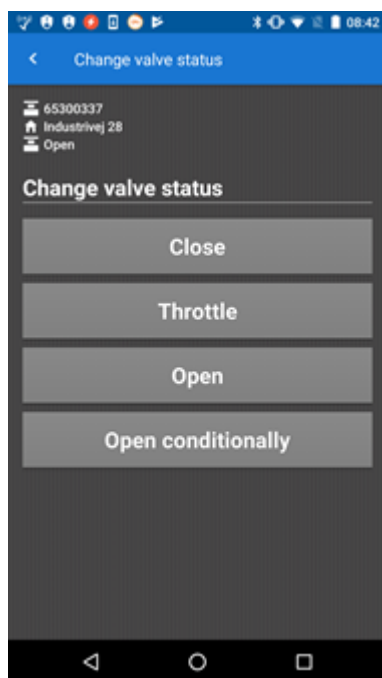 08:42
Change valve status
65300337
Industrivej 28
Open
Change valve status
Close
Throttle
Open
Open conditionally